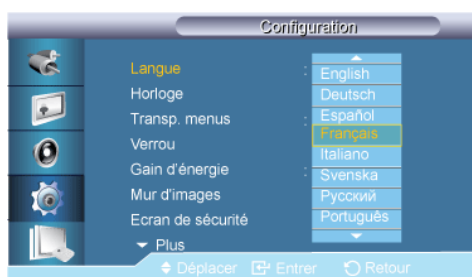 Configuration
Langue :
English
Deutsch
Español
Français
Italiano
Svenska
Русский
Português
Horloge
Transp. menus :
Verrou
Gain d'énergie :
Mur d'images
Ecran de sécurité
Plus
Déplacer Entrer Retour